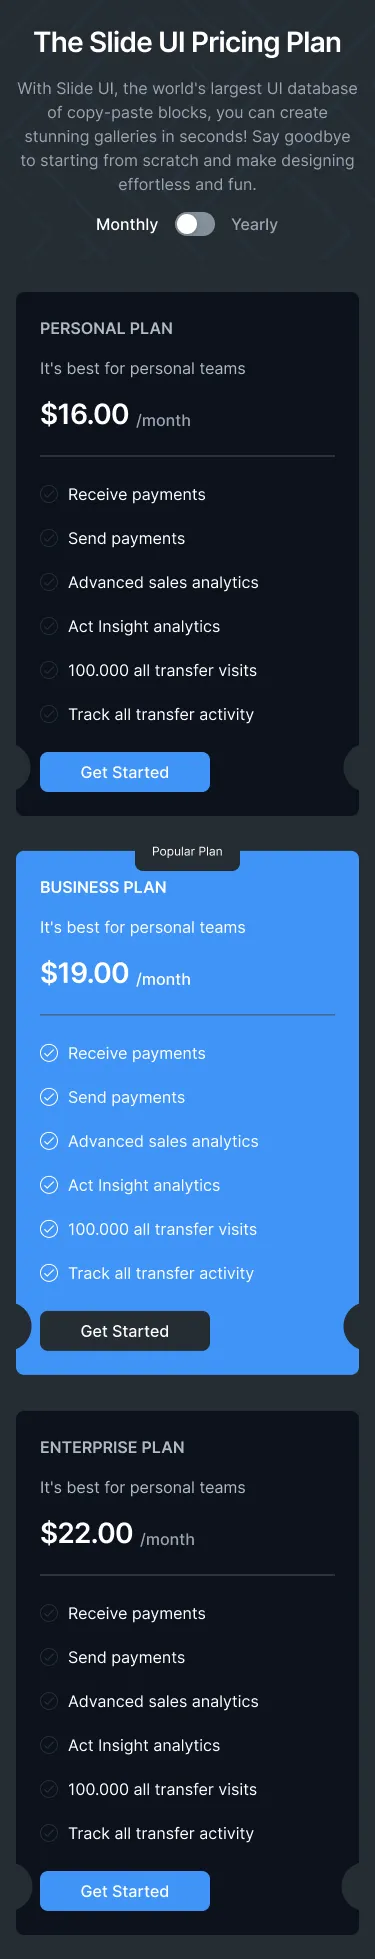 The Slide UI Pricing Plan
With Slide UI, the world's largest UI database
of copy-paste blocks, you can create
stunning galleries in seconds! Say goodbye
to starting from scratch and make designing
effortless and fun.
Monthly Yearly
PERSONAL PLAN
It's best for personal teams
$16.00 /month
Receive payments
Send payments
Advanced sales analytics
Act Insight analytics
100.000 all transfer visits
Track all transfer activity
Get Started
Popular Plan
BUSINESS PLAN
It's best for personal teams
$19.00 /month
Receive payments
Send payments
Advanced sales analytics
Act Insight analytics
100.000 all transfer visits
Track all transfer activity
Get Started
ENTERPRISE PLAN
It's best for personal teams
$22.00 /month
Receive payments
Send payments
Advanced sales analytics
Act Insight analytics
100.000 all transfer visits
Track all transfer activity
Get Started